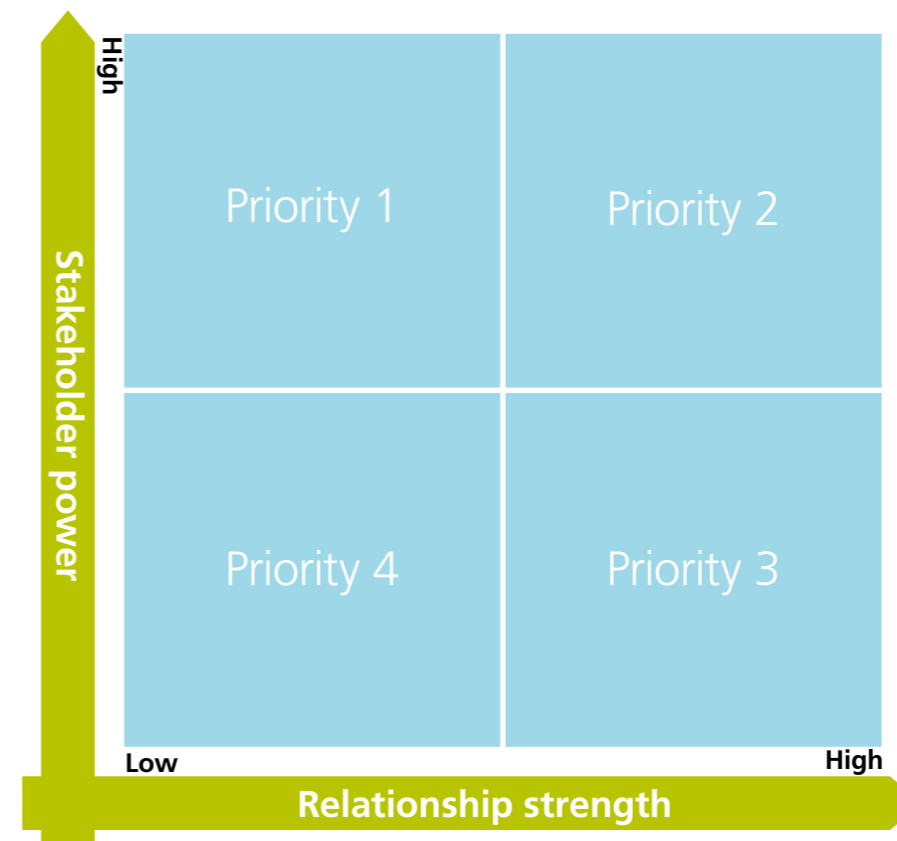 High
Stakeholder power
Priority 1
Priority 2
Priority 4
Priority 3
Low
High
Relationship strength